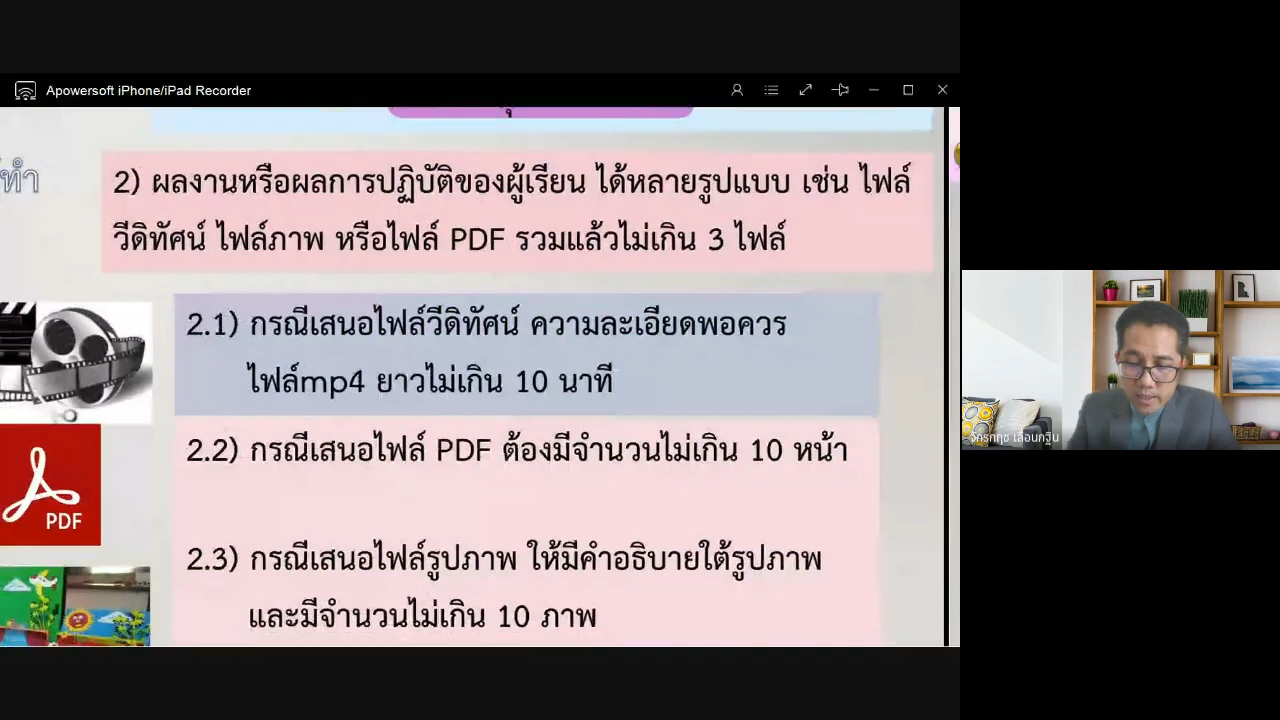 Apowersoft iPhone/iPad Recorder
2) ผลงานหรือผลการปฏิบัติของผู้เรียน ได้หลายรูปแบบ เช่น ไฟล์
วีดิทัศน์ ไฟล์ภาพ หรือไฟล์ PDF รวมแล้วไม่เกิน 3 ไฟล์
2.1) กรณีเสนอไฟล์วีดิทัศน์ ความละเอียดพอควร
ไฟล์mp4 ยาวไม่เกิน 10 นาที
2.2) กรณีเสนอไฟล์ PDF ต้องมีจำนวนไม่เกิน 10 หน้า
PDF
2.3) กรณีเสนอไฟล์รูปภาพ ให้มีคำอธิบายใต้รูปภาพ
และมีจำนวนไม่เกิน 10 ภาพ